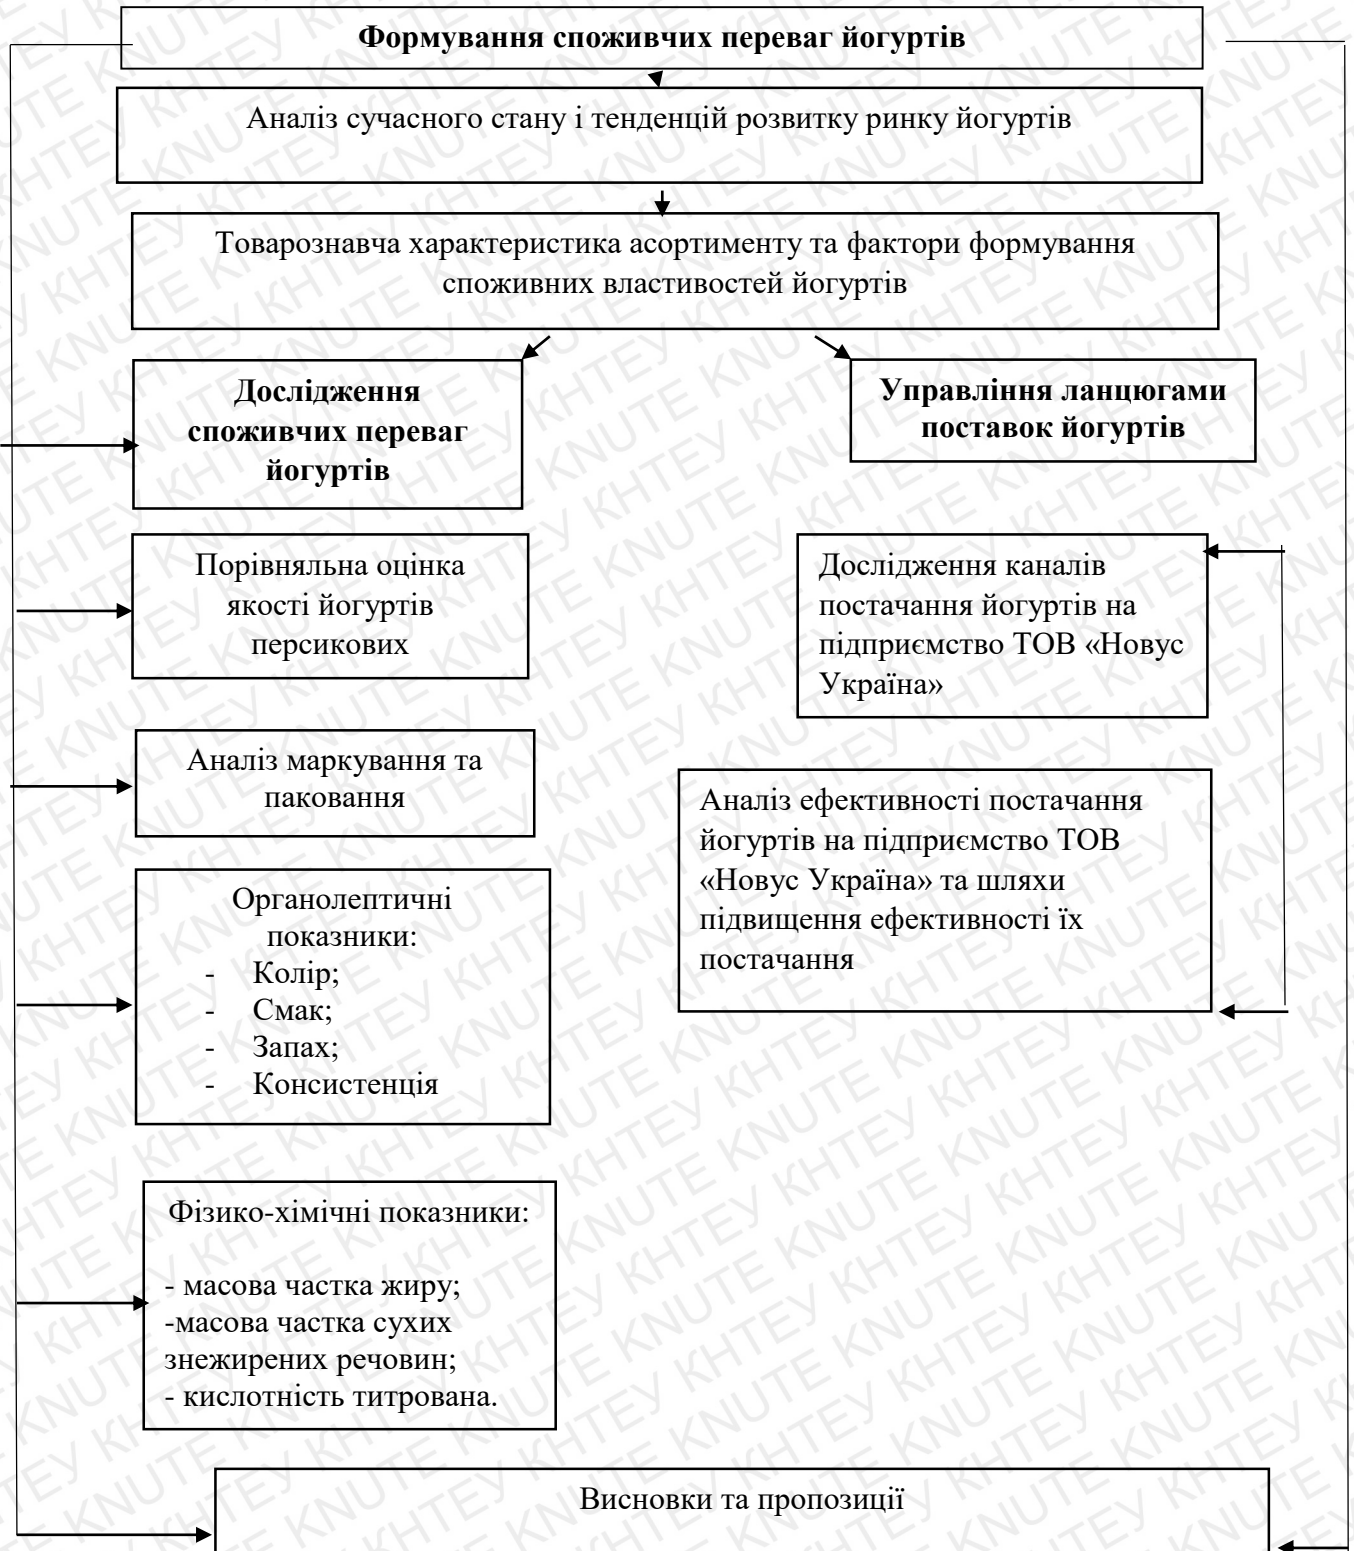 Формування споживчих переваг йогуртів
Аналіз сучасного стану і тенденцій розвитку ринку йогуртів
Товарознавча характеристика асортименту та фактори формування
споживних властивостей йогуртів
Дослідження
споживчих переваг
йогуртів
Управління ланцюгами
поставок йогуртів
Порівняльна оцінка
якості йогуртів
персикових
Дослідження каналів
постачання йогуртів на
підприємство ТОВ «Новус
Україна»
Аналіз маркування та
паковання
Аналіз ефективності постачання
йогуртів на підприємство ТОВ
«Новус Україна» та шляхи
підвищення ефективності їх
постачання
Органолептичні
показники:
- Колір;
- Смак;
- Запах;
- Консистенція
Фізико-хімічні показники:
- масова частка жиру;
-масова частка сухих
знежирених речовин;
- кислотність титрована.
Висновки та пропозиції